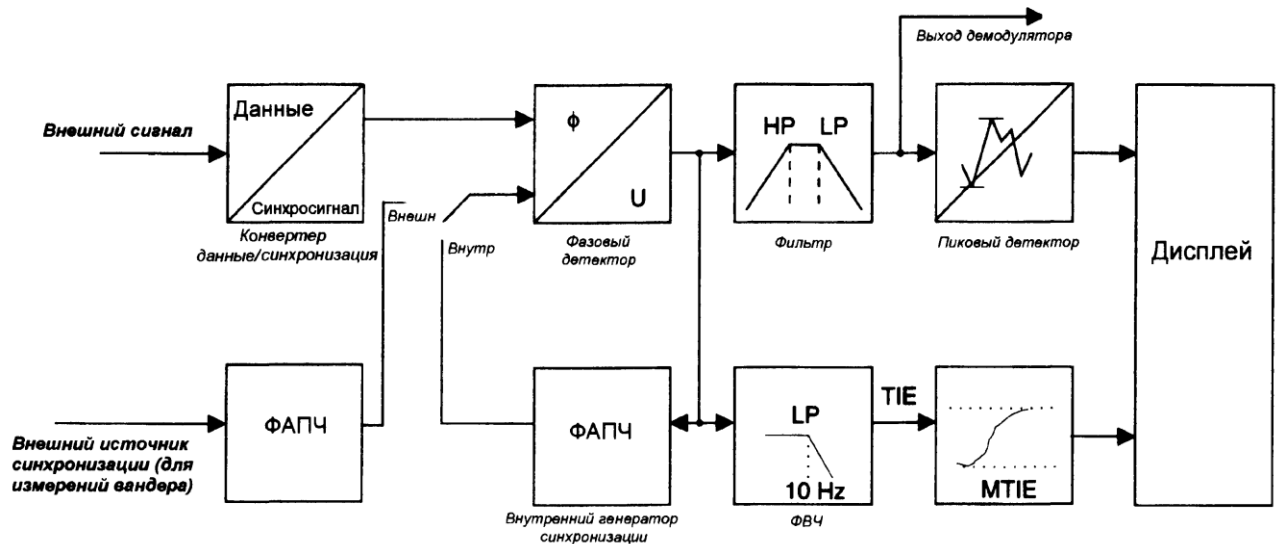 Выход демодулятора
Внешний сигнал
Данные
Синхросигнал
Конвертер
данные/синхронизация
Внешн
Внутр
ϕ
U
Фазовый
детектор
HP LP
Фильтр
Пиковый детектор
Дисплей
Внешний источник
синхронизации (для
измерений вандера)
ФАПЧ
ФАПЧ
Внутренний генератор
синхронизации
LP
10 Hz
ФВЧ
TIE
MTIE